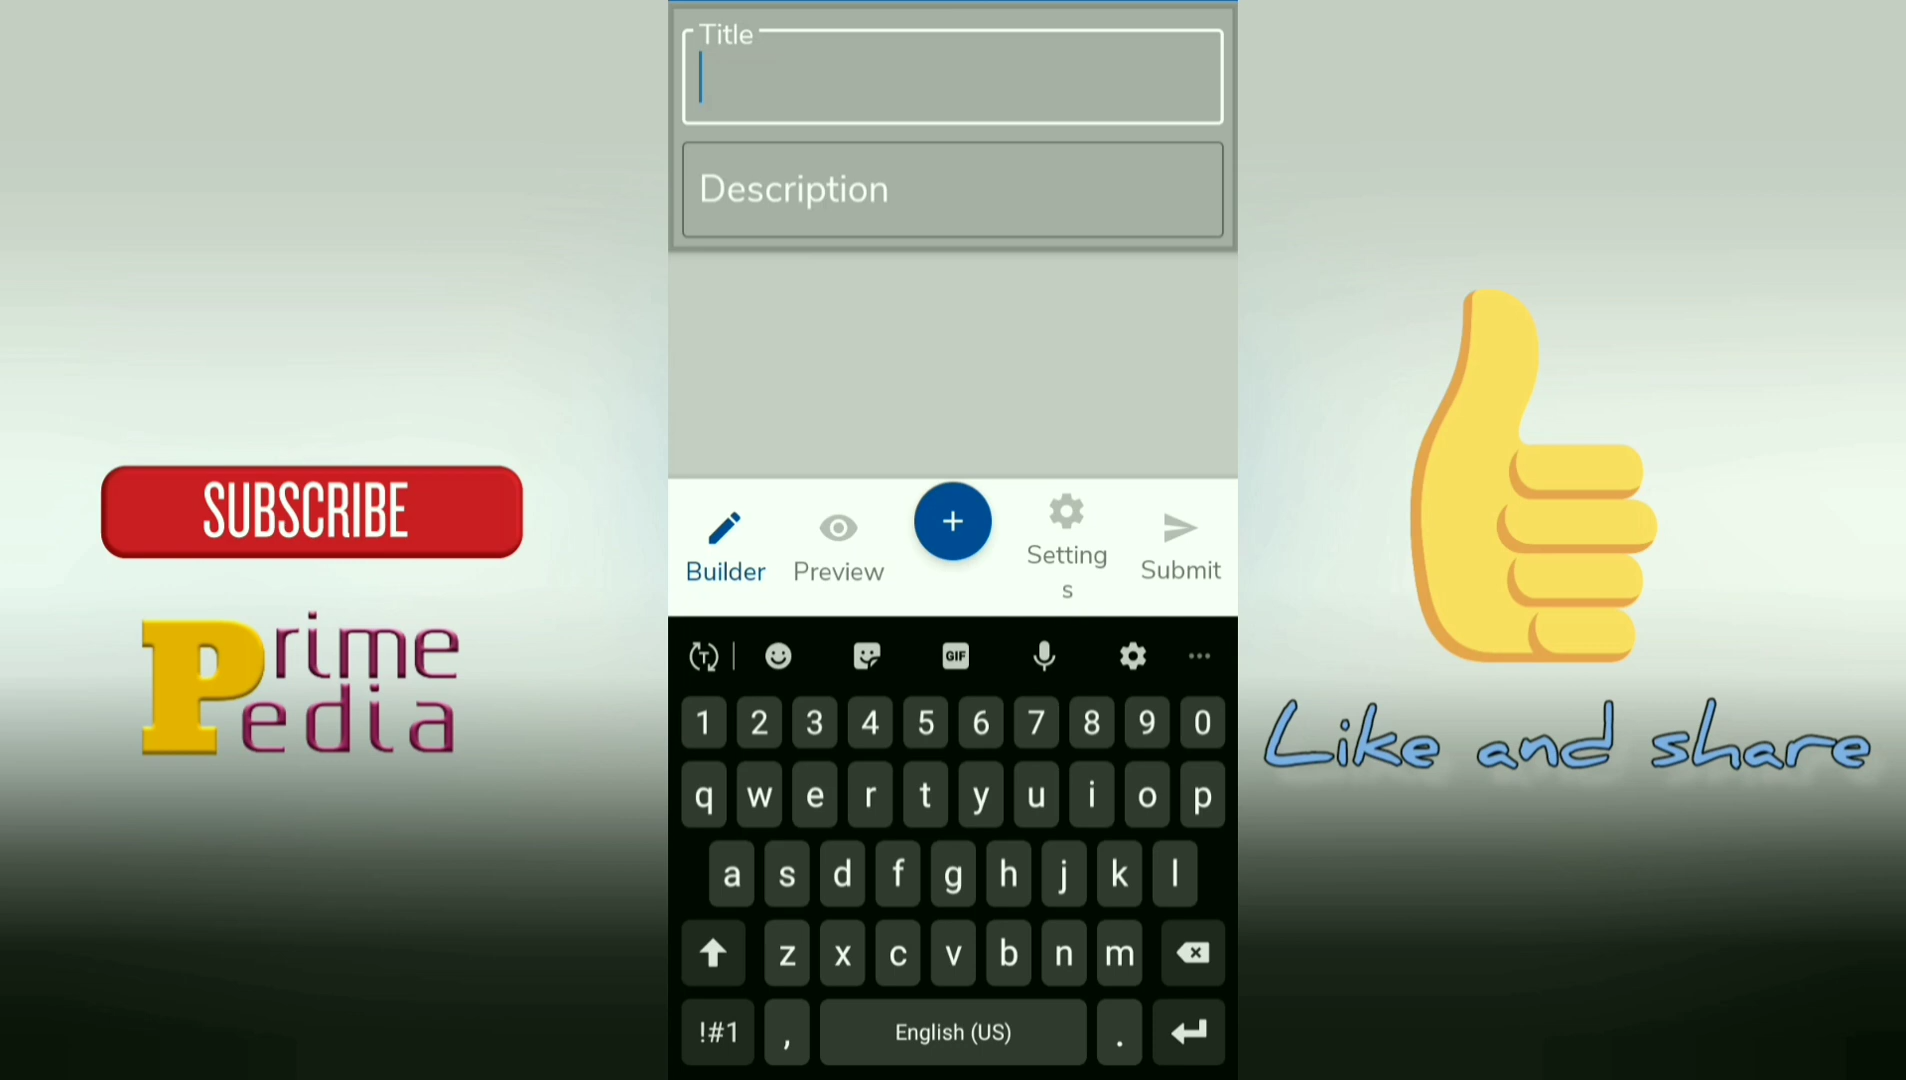 Title
Description
Builder
Preview
+
Setting
s
Submit
T
GIF
1 2 3 4 5 6 7 8 9 0
q w e r t y u i o p
a s d f g h j k l
z x c v b n m
!#1 , English (US) .
SUBSCRIBE
Prime
Pedia
Like and share